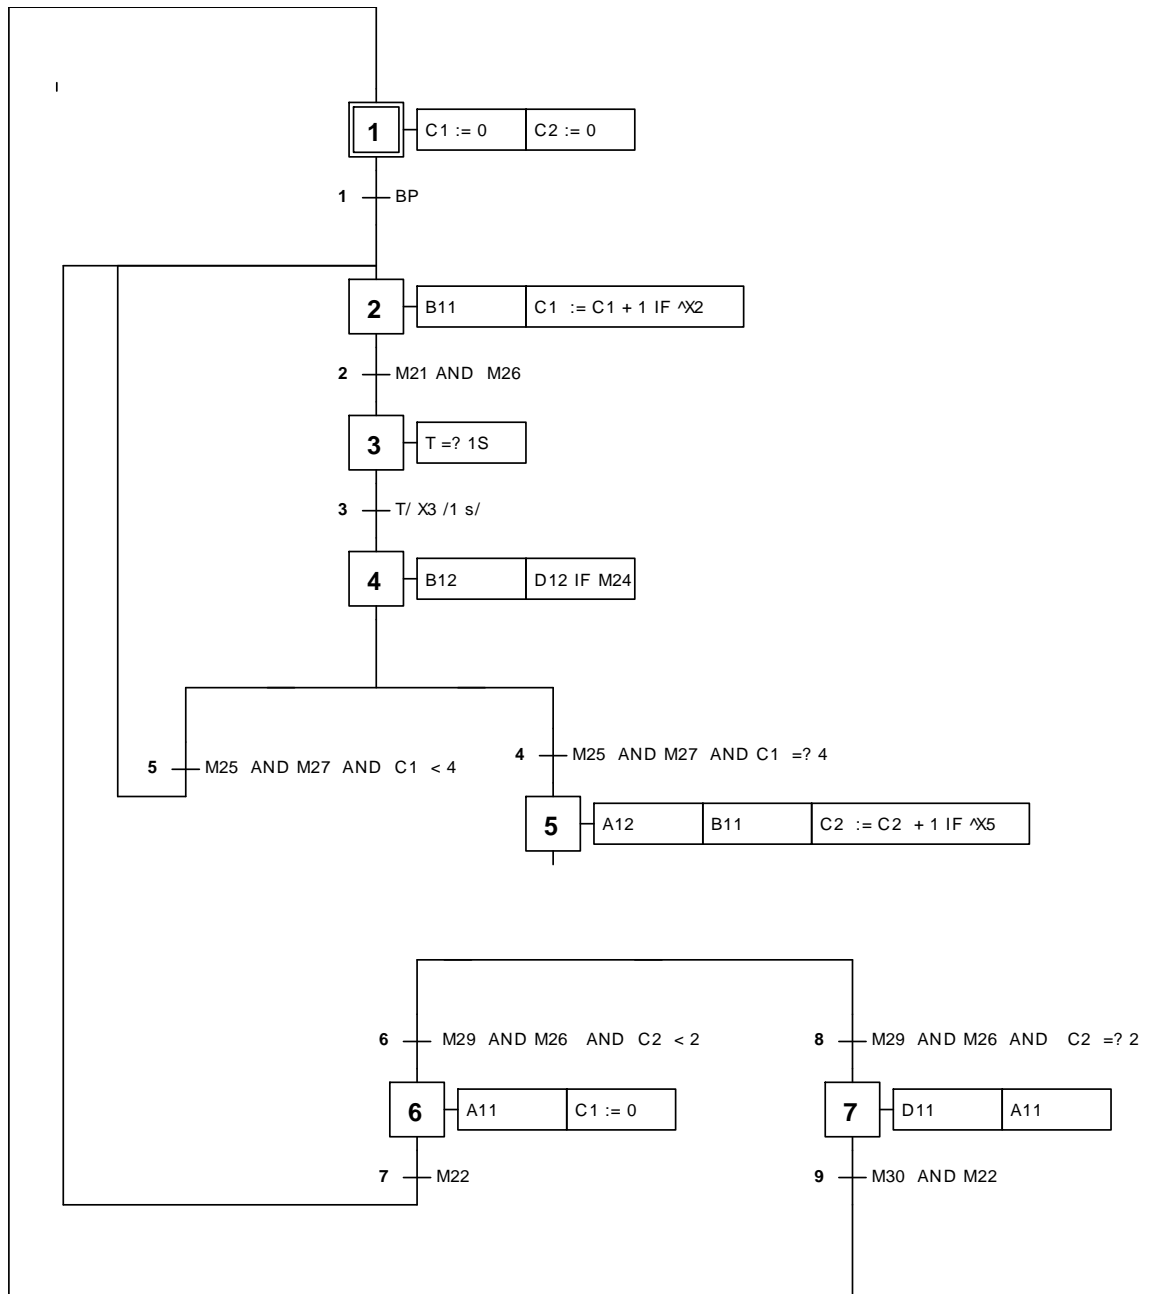 1 C1 := 0 C2 := 0
1 BP
2 B11 C1 := C1 + 1 IF ^X2
2 M21 AND M26
3 T =? 1S
3 T/ X3 /1 s/
4 B12 D12 IF M24
4 M25 AND M27 AND C1 =? 4
5 M25 AND M27 AND C1 < 4
5 A12 B11 C2 := C2 + 1 IF ^X5
6 M29 AND M26 AND C2 < 2
8 M29 AND M26 AND C2 =? 2
6 A11 C1 := 0
7 D11 A11
7 M22
9 M30 AND M22